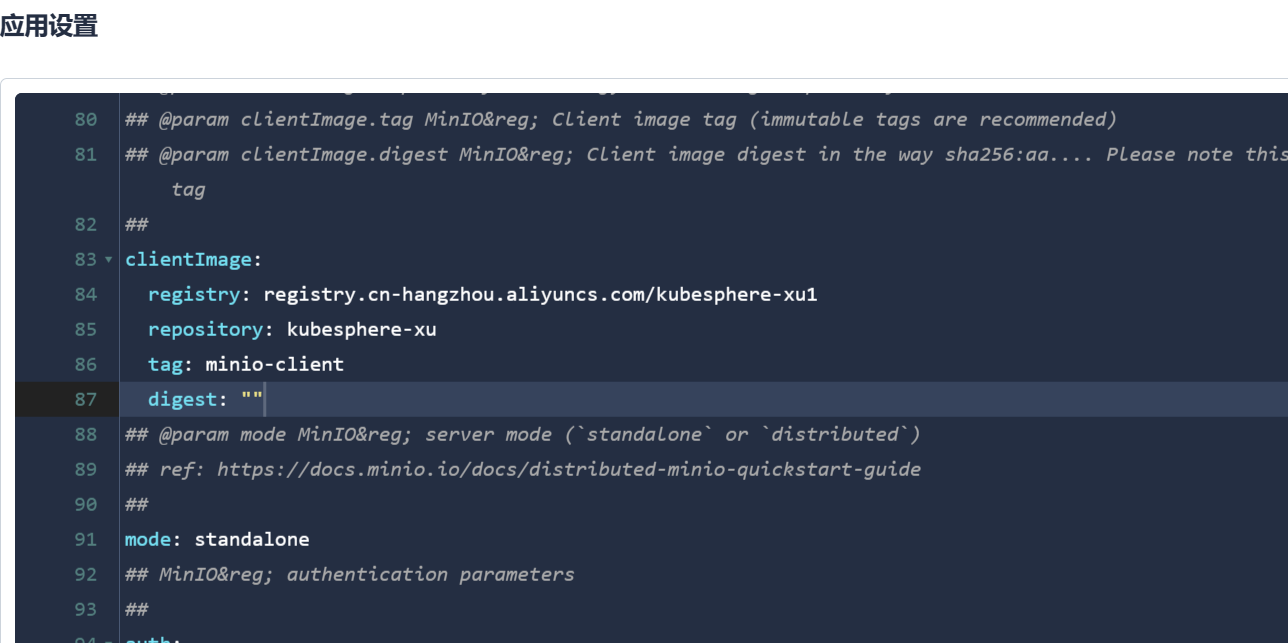 应用设置
80 ## @param clientImage.tag MinIO&reg; Client image tag (immutable tags are recommended)
81 ## @param clientImage.digest MinIO&reg; Client image digest in the way sha256:aa.... Please note this
tag
82 ##
83 clientImage:
84 registry: registry.cn-hangzhou.aliyuncs.com/kubesphere-xu1
85 repository: kubesphere-xu
86 tag: minio-client
87 digest: ""
88 ## @param mode MinIO&reg; server mode (`standalone` or `distributed`)
89 ## ref: https://docs.minio.io/docs/distributed-minio-quickstart-guide
90 ##
91 mode: standalone
92 ## MinIO&reg; authentication parameters
93 ##
94 auth: